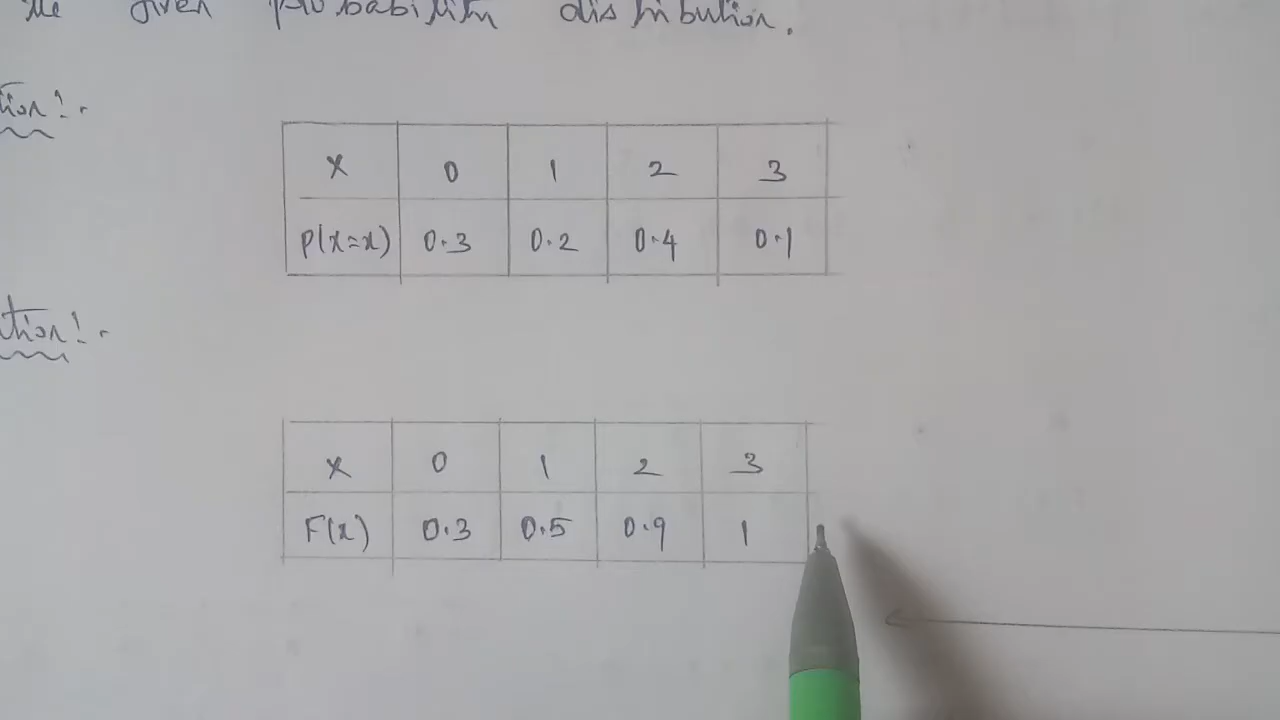 given probability distribution.
X 0 1 2 3
P(X=x) 0.3 0.2 0.4 0.1
X 0 1 2 3
F(x) 0.3 0.5 0.9 1